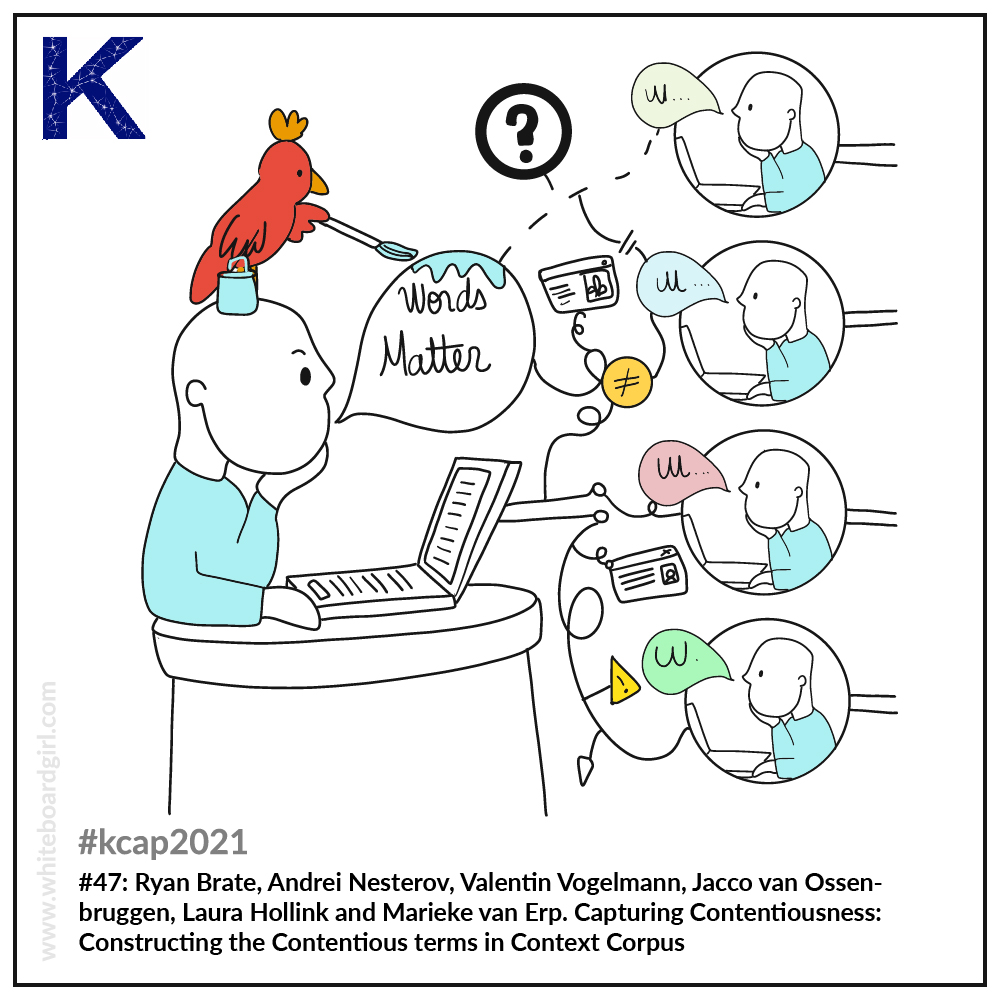 K
?
W...
Words
Matter
W...
≠
W...
!
W.
www.whiteboardgirl.com
#kcap2021
#47: Ryan Brate, Andrei Nesterov, Valentin Vogelmann, Jacco van Ossen-
bruggen, Laura Hollink and Marieke van Erp. Capturing Contentiousness:
Constructing the Contentious terms in Context Corpus